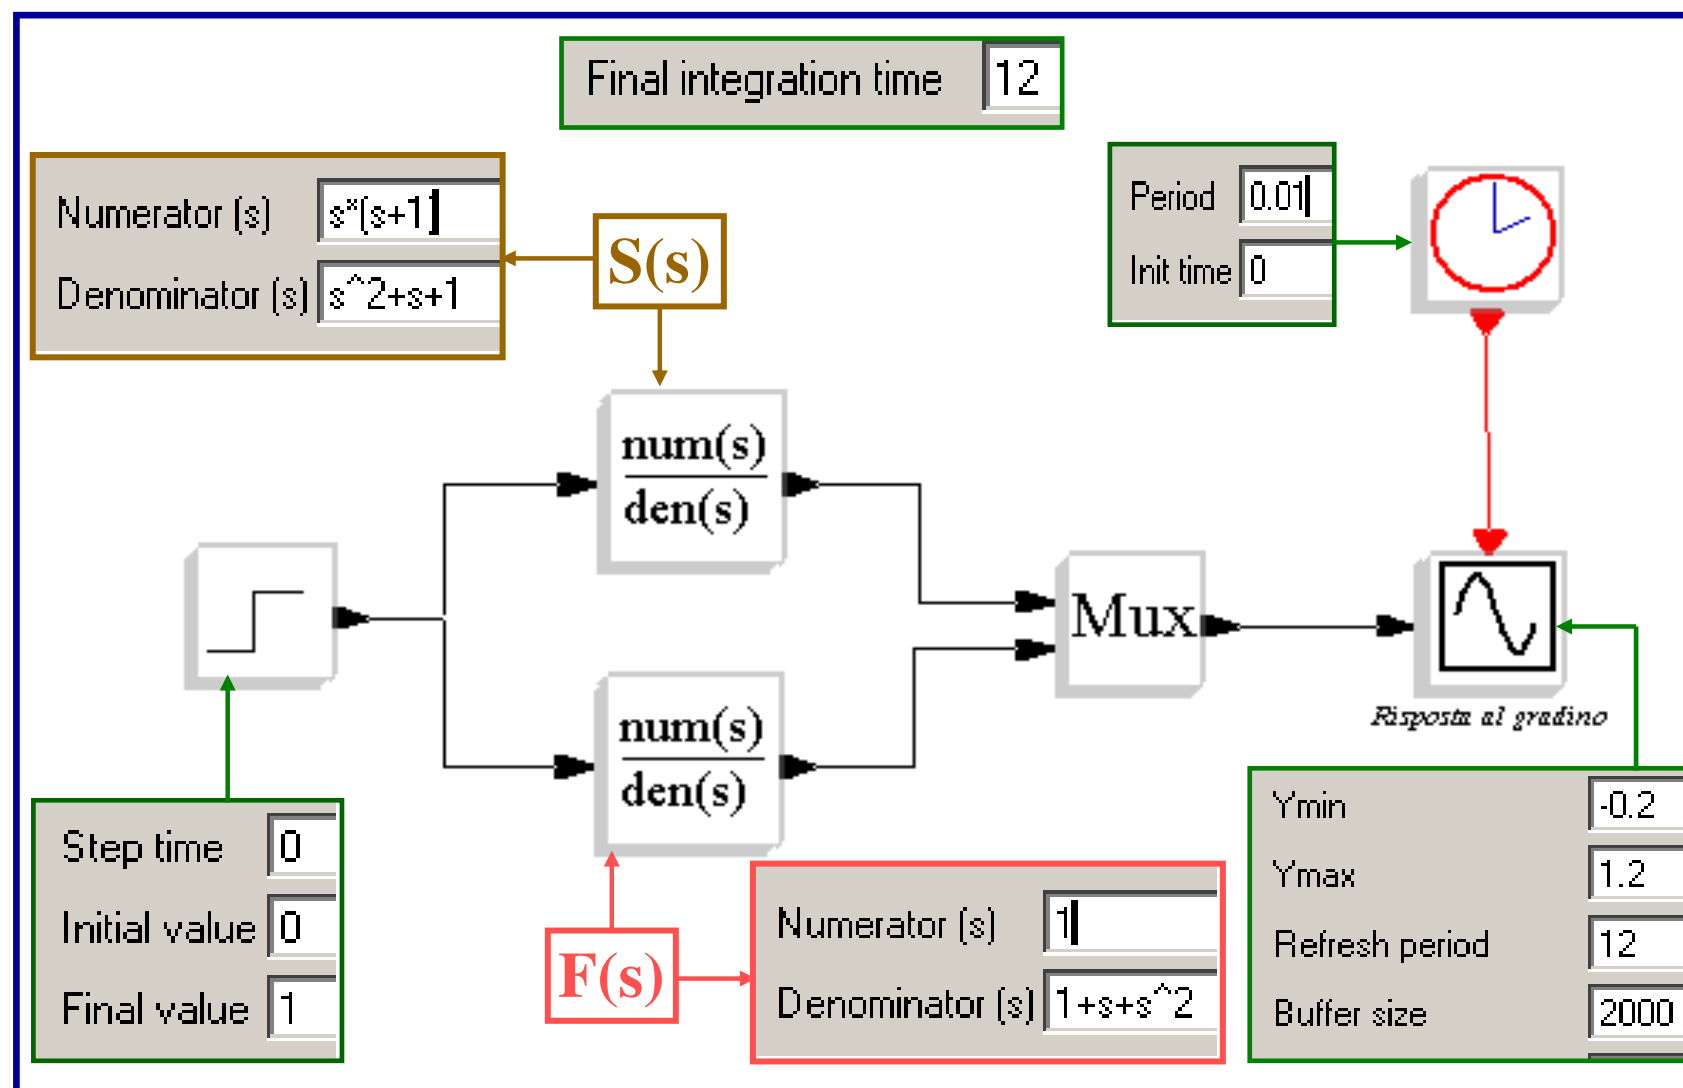 Final integration time 12
Numerator (s) s*(s+1)
Denominator (s) s^2+s+1
S(s)
Period 0.01
Init time 0
num(s)
den(s)
Mux
Risposta al gradino
num(s)
den(s)
Step time 0
Initial value 0
Final value 1
F(s)
Numerator (s) 1
Denominator (s) 1+s+s^2
Ymin -0.2
Ymax 1.2
Refresh period 12
Buffer size 2000